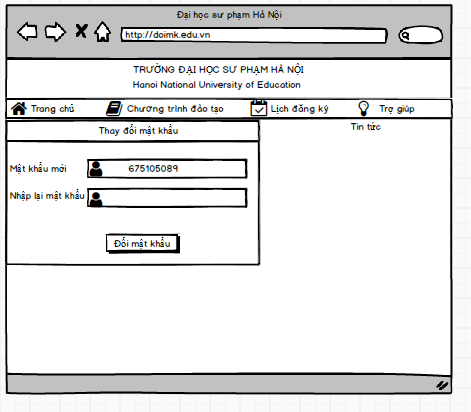 Đại học sư phạm Hà Nội
http://doimk.edu.vn
TRƯỜNG ĐẠI HỌC SƯ PHẠM HÀ NỘI
Hanoi National University of Education
Trang chủ Chương trình đào tạo Lịch đăng ký Trợ giúp
Thay đổi mật khẩu
Tin tức
Mật khẩu mới 675105089
Nhập lại mật khẩu
Đổi mật khẩu